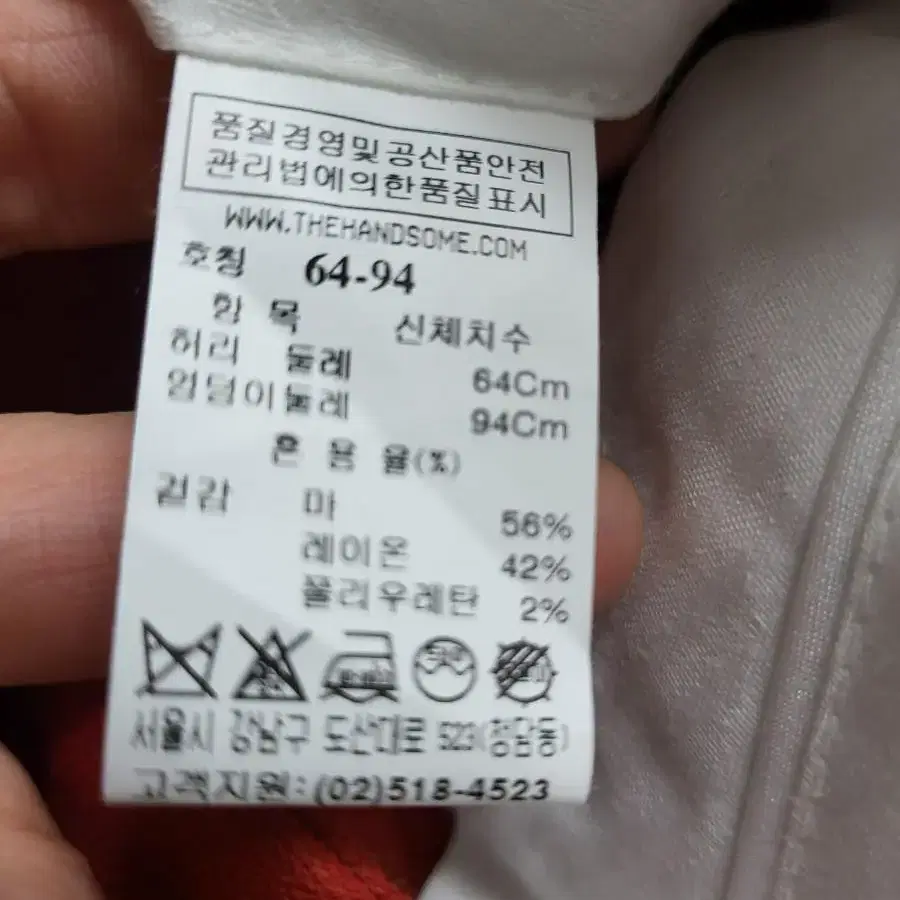 품질경영및공산품안전
관리법에의한품질표시
WWW.THEHANDSOME.COM
호칭 64-94
항 목 신체치수
허리 둘레 64Cm
엉덩이둘레 94Cm
혼 용 율(%)
겉감 마 56%
레이온 42%
폴리우레탄 2%
서울시 강남구 도산대로 523(청담동)
고객지원:(02)518-4523